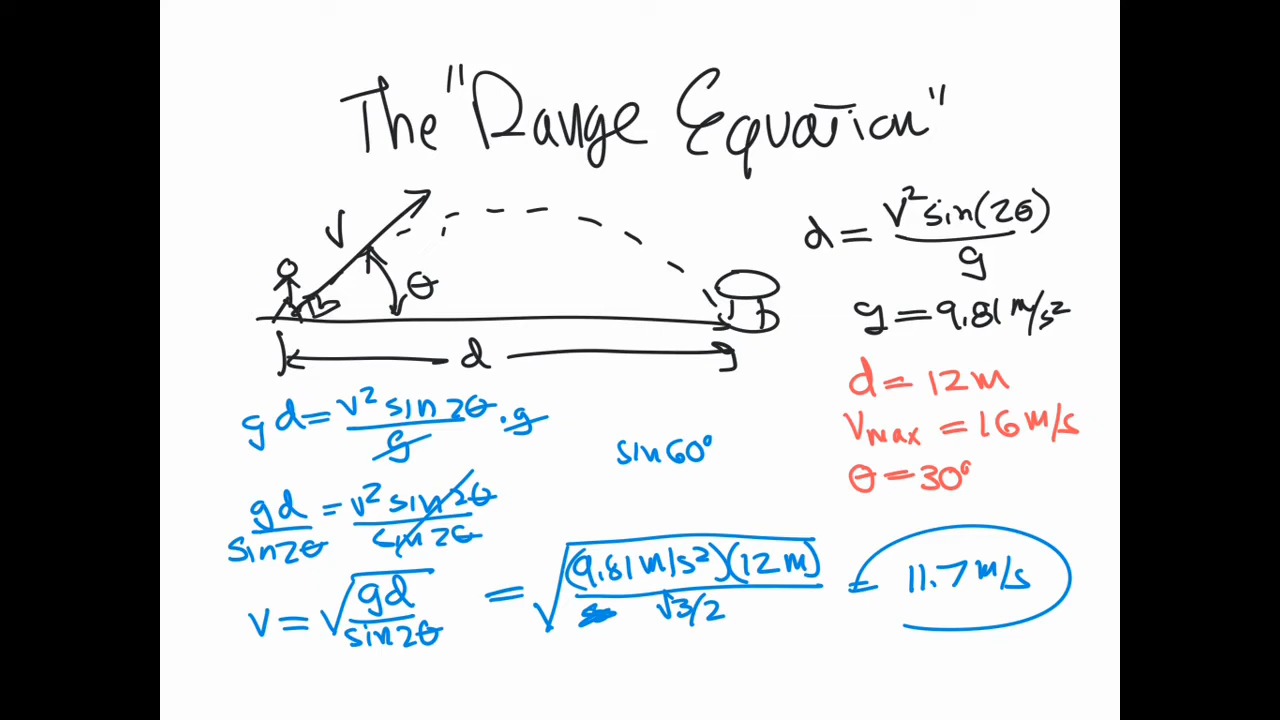 The "Range Equation"
V
θ
d
d = V² sin(2θ) / g
g = 9.81 m/s²
d = 12 m
Vmax = 16 m/s
θ = 30°
gd = V² sin 2θ / g · g
sin 60°
gd / sin 2θ = V² sin 2θ / sin 2θ
V = √(gd / sin 2θ) = √((9.81 m/s²)(12 m) / √3/2) = 11.7 m/s